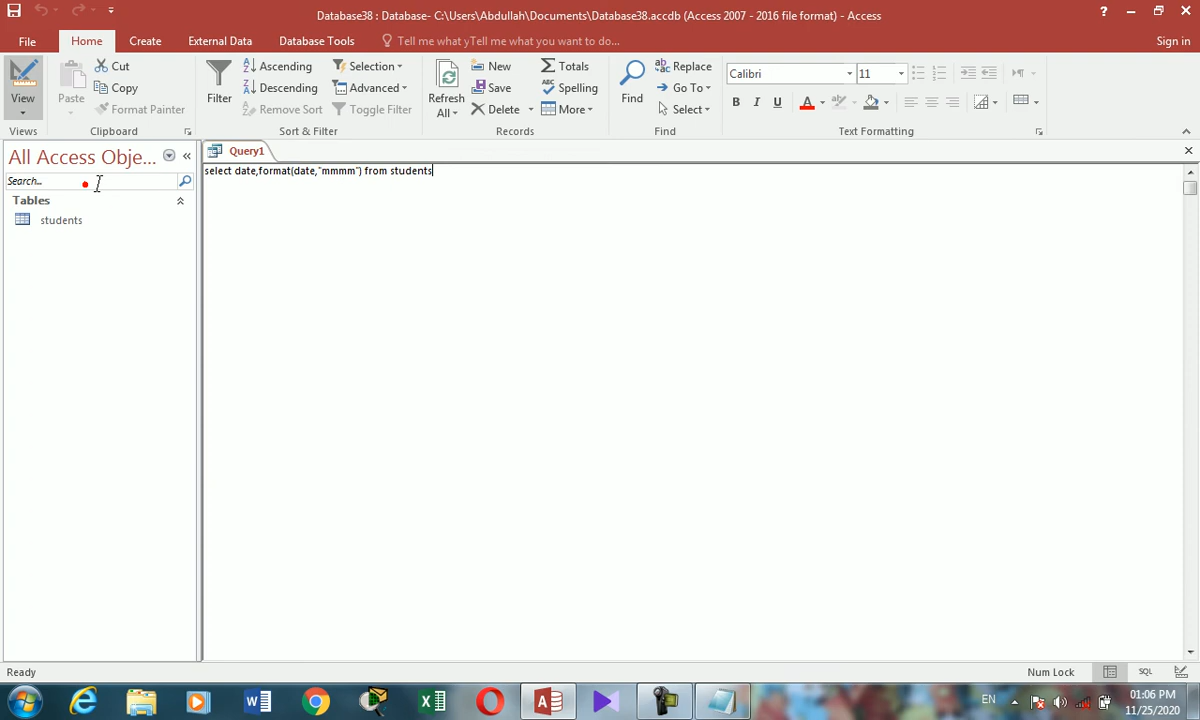 Database38 : Database- C:\Users\Abdullah\Documents\Database38.accdb (Access 2007 - 2016 file format) - Access
?
File Home Create External Data Database Tools Tell me what yTell me what you want to do... Sign in
View
Views
Paste
Cut
Copy
Format Painter
Clipboard
Filter
Ascending
Descending
Remove Sort
Selection
Advanced
Toggle Filter
Sort & Filter
Refresh
All
New
Save
Delete
Totals
Spelling
More
Records
Find
Replace
Go To
Select
Find
Calibri 11
B I U A
Text Formatting
All Access Obje...
Search...
Tables
students
Query1
select date,format(date,"mmmm") from students
Ready
Num Lock SQL
EN
01:06 PM
11/25/2020